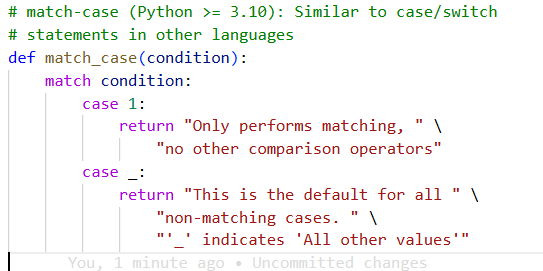 # match-case (Python >= 3.10): Similar to case/switch
# statements in other languages
def match_case(condition):
    match condition:
        case 1:
            return "Only performs matching, " \
                "no other comparison operators"
        case _:
            return "This is the default for all " \
                "non-matching cases. " \
                "'_' indicates 'All other values'"
You, 1 minute ago • Uncommitted changes